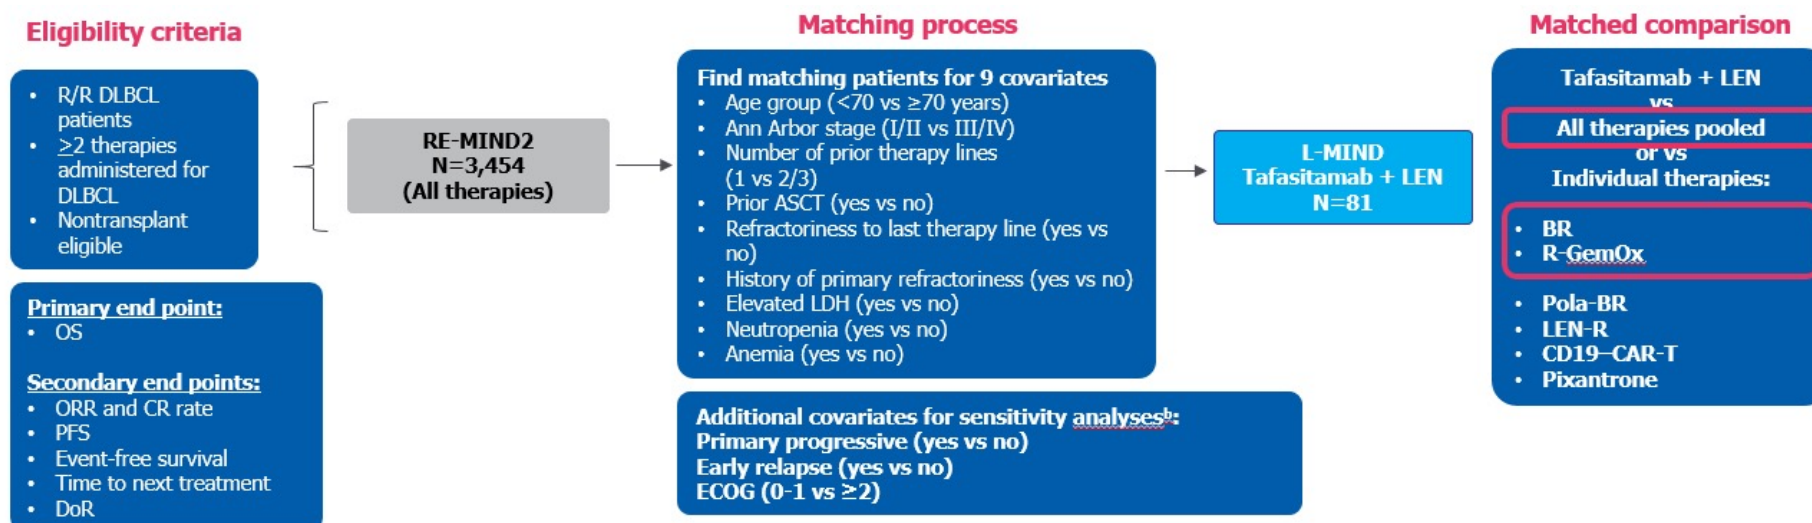 Eligibility criteria
• R/R DLBCL
patients
• ≥2 therapies
administered for
DLBCL
• Nontransplant
eligible
Primary end point:
• OS
Secondary end points:
• ORR and CR rate
• PFS
• Event-free survival
• Time to next treatment
• DoR
RE-MIND2
N=3,454
(All therapies)
Matching process
Find matching patients for 9 covariates
• Age group (<70 vs ≥70 years)
• Ann Arbor stage (I/II vs III/IV)
• Number of prior therapy lines
(1 vs 2/3)
• Prior ASCT (yes vs no)
• Refractoriness to last therapy line (yes vs
no)
• History of primary refractoriness (yes vs no)
• Elevated LDH (yes vs no)
• Neutropenia (yes vs no)
• Anemia (yes vs no)
Additional covariates for sensitivity analysesᵇ:
Primary progressive (yes vs no)
Early relapse (yes vs no)
ECOG (0-1 vs ≥2)
L-MIND
Tafasitamab + LEN
N=81
Matched comparison
Tafasitamab + LEN
vs
All therapies pooled
or vs
Individual therapies:
• BR
• R-GemOx
• Pola-BR
• LEN-R
• CD19–CAR-T
• Pixantrone